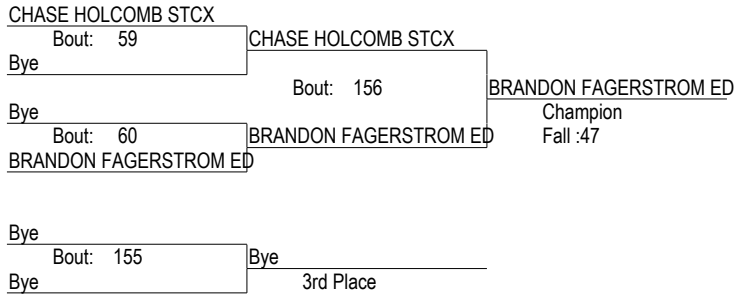 CHASE HOLCOMB STCX
Bout: 59
CHASE HOLCOMB STCX
Bye
Bout: 156
BRANDON FAGERSTROM ED
Bye
Champion
Bout: 60
BRANDON FAGERSTROM ED
Fall :47
BRANDON FAGERSTROM ED
Bye
Bout: 155
Bye
Bye
3rd Place